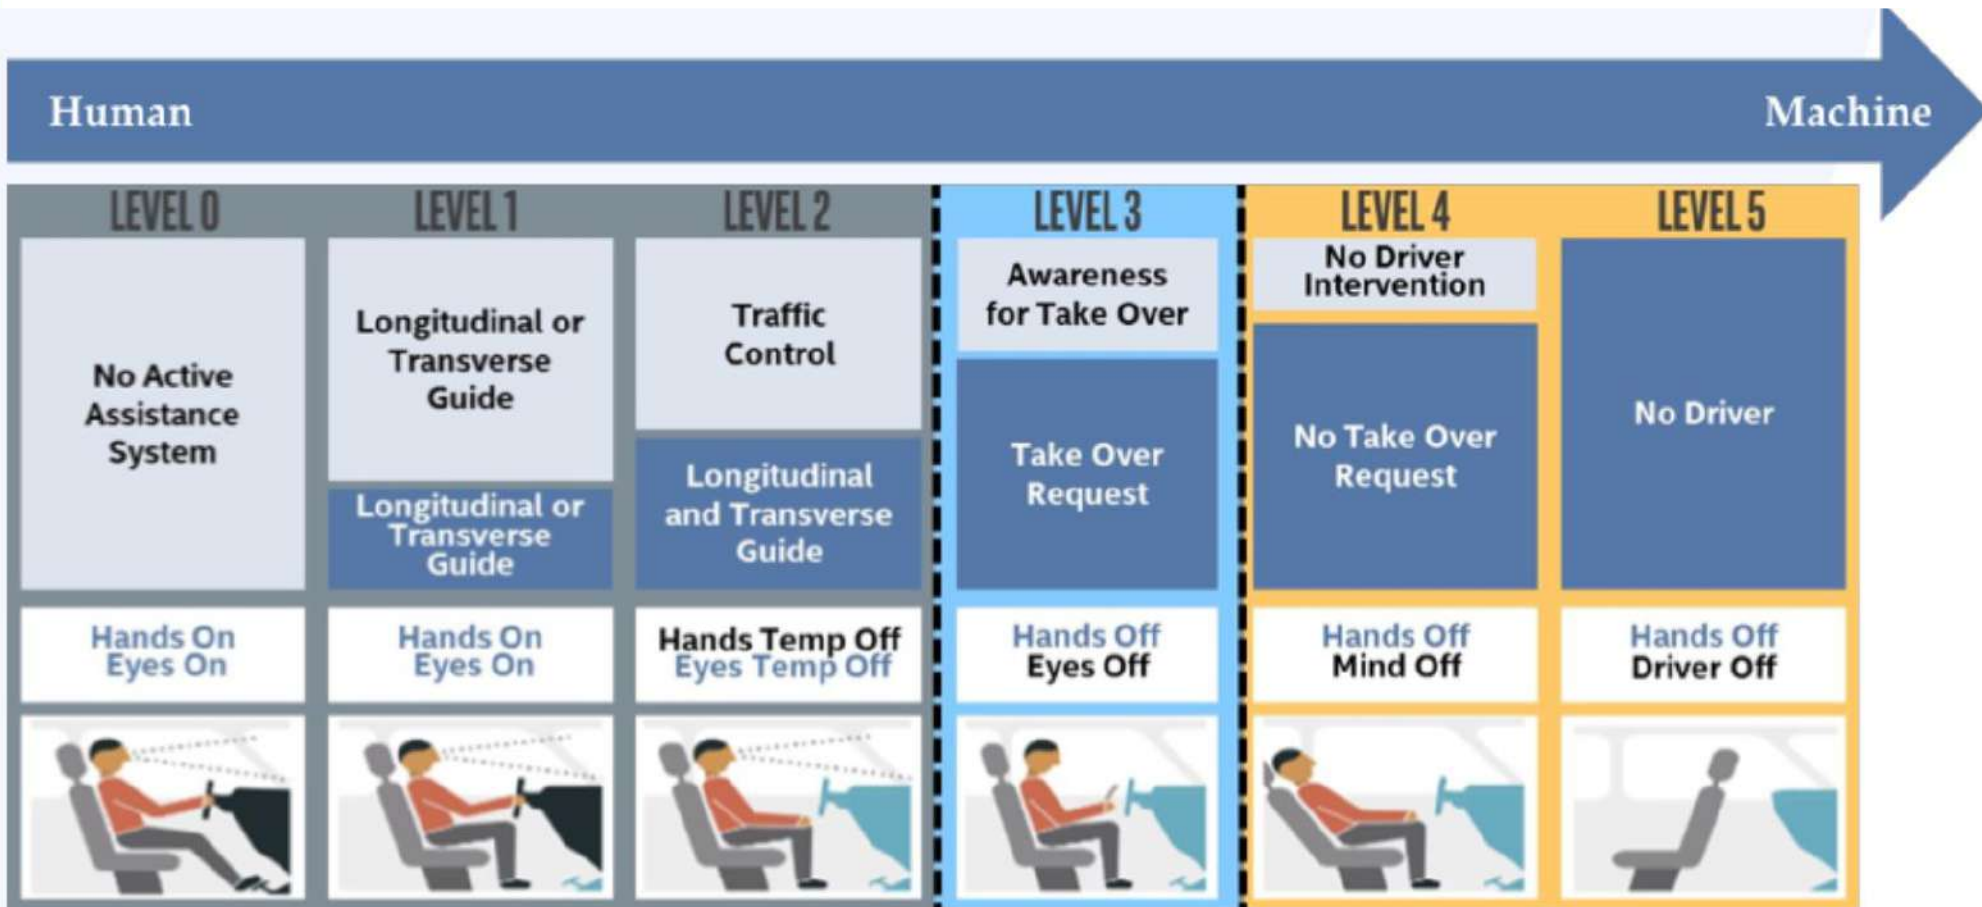 Human
Machine
LEVEL 0
LEVEL 1
LEVEL 2
LEVEL 3
LEVEL 4
LEVEL 5
No Active
Assistance
System
Longitudinal or
Transverse
Guide
Longitudinal or
Transverse
Guide
Traffic
Control
Longitudinal
and Transverse
Guide
Awareness
for Take Over
Take Over
Request
No Driver
Intervention
No Take Over
Request
No Driver
Hands On
Eyes On
Hands On
Eyes On
Hands Temp Off
Eyes Temp Off
Hands Off
Eyes Off
Hands Off
Mind Off
Hands Off
Driver Off